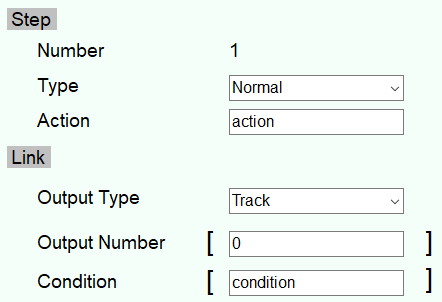 Step
Number 1
Type Normal
Action action
Link
Output Type Track
Output Number [ 0 ]
Condition [ condition ]